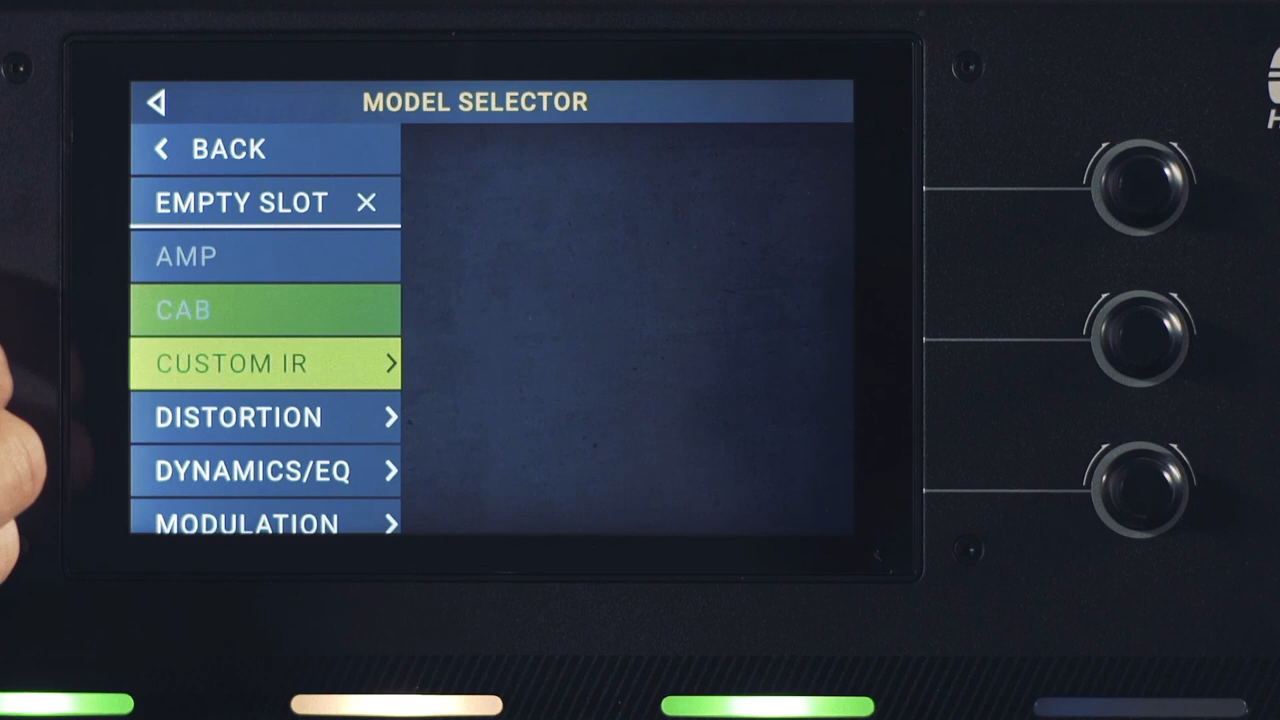 MODEL SELECTOR
BACK
EMPTY SLOT
AMP
CAB
CUSTOM IR
DISTORTION
DYNAMICS/EQ
MODULATION